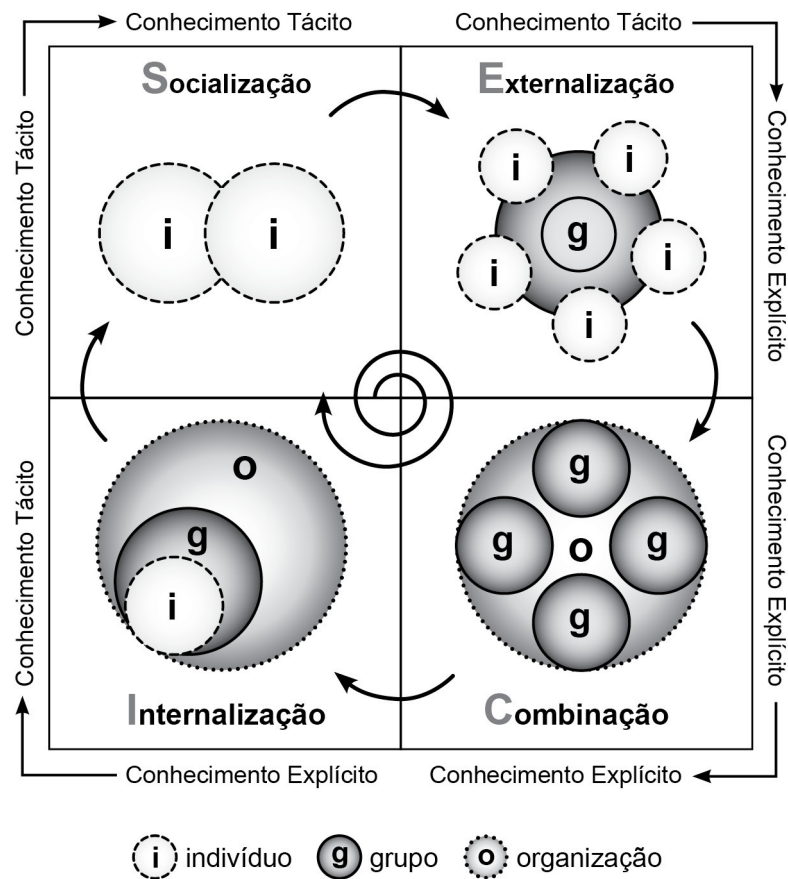 Conhecimento Tácito
Conhecimento Tácito
Conhecimento Tácito
Socialização
i
i
Externalização
i
i
g
i
i
i
Conhecimento Explícito
Conhecimento Tácito
o
g
i
Internalização
g
g
o
g
g
Combinação
Conhecimento Explícito
Conhecimento Explícito
Conhecimento Explícito
i indivíduo g grupo o organização